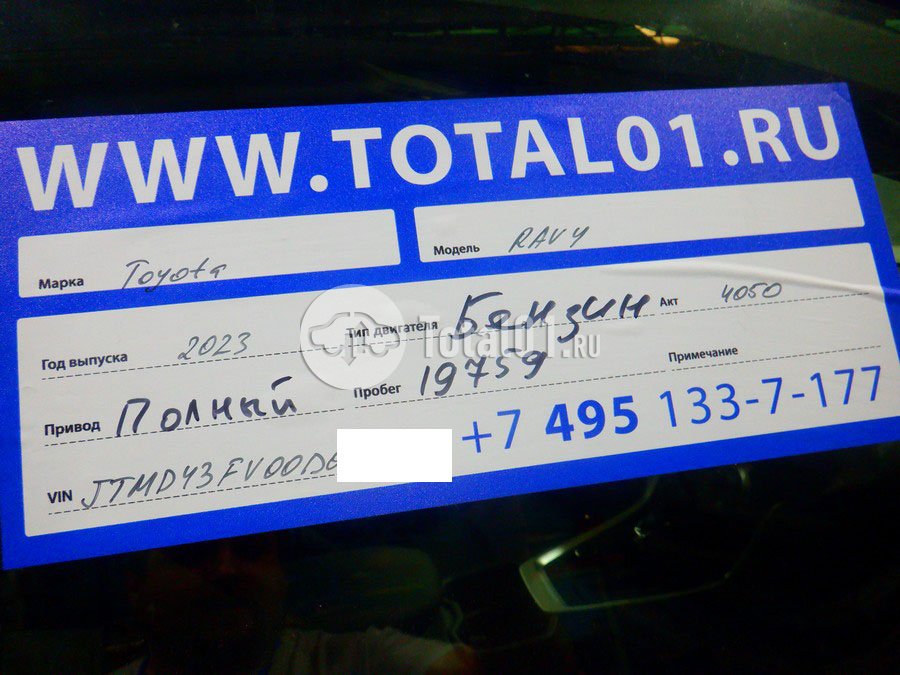 WWW.TOTAL01.RU
Марка Toyota Модель RAV4
Год выпуска 2023 Тип двигателя Бензин Акт 4050
Total01.RU
Привод Полный Пробег 19759 Примечание
+7 495 133-7-177
VIN JTMD43FV00D